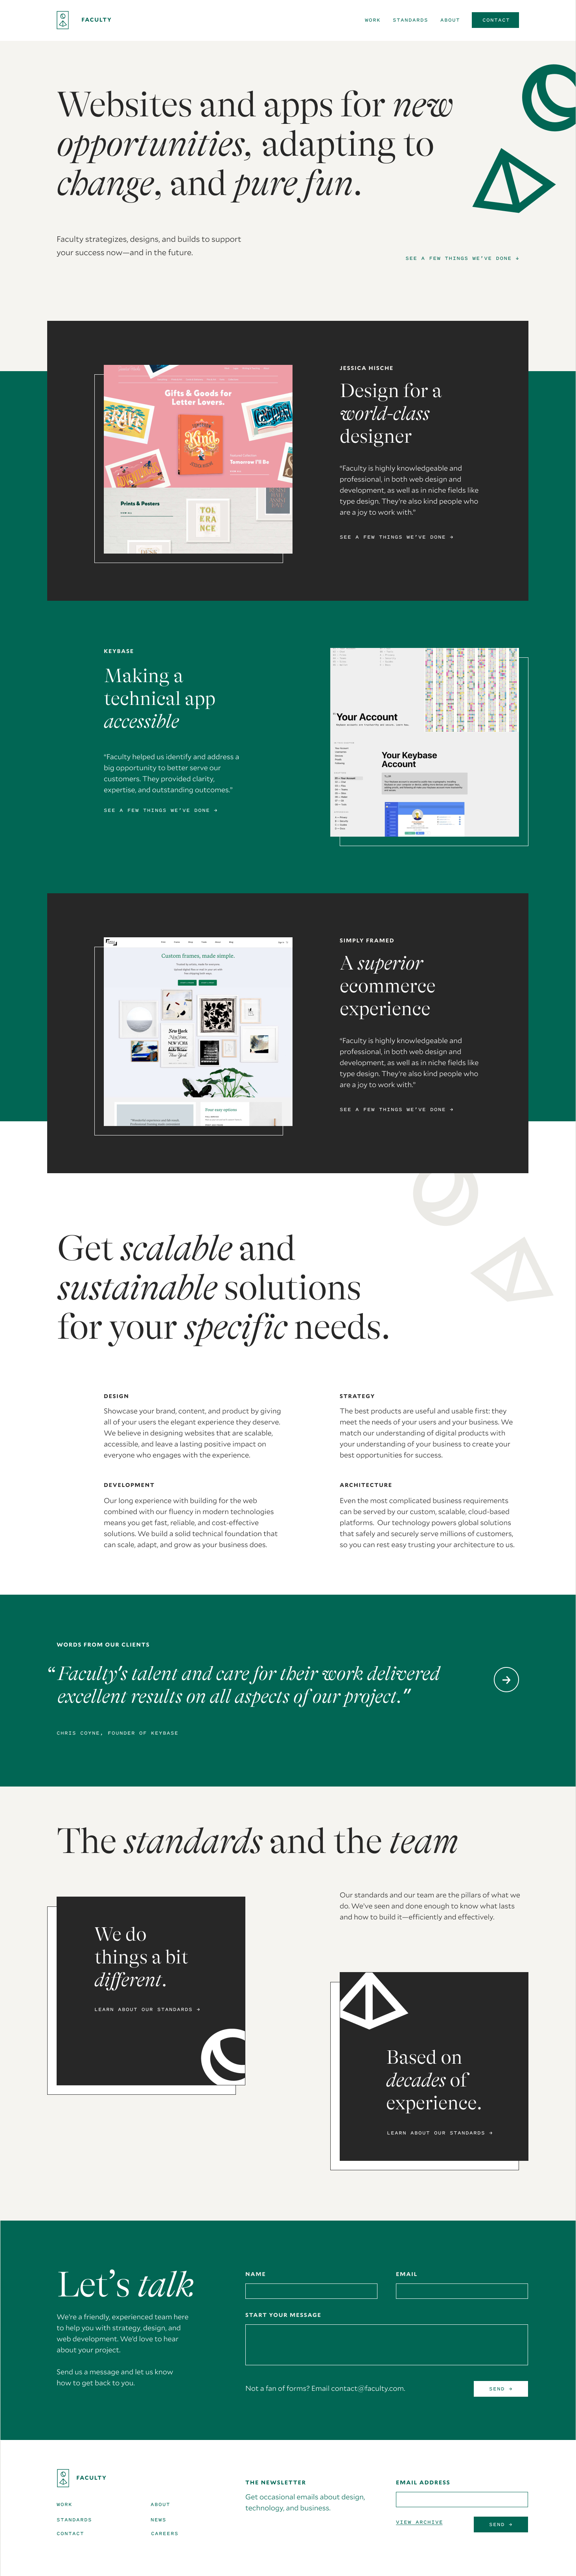 FACULTY
WORK STANDARDS ABOUT CONTACT
Websites and apps for new
opportunities, adapting to
change, and pure fun.
Faculty strategizes, designs, and builds to support
your success now—and in the future.
SEE A FEW THINGS WE'VE DONE →
Gifts & Goods for
Letter Lovers.
Kind
Tomorrow I'll Be
Prints & Posters
TOL
ERA
NCE
JESSICA HISCHE
Design for a
world-class
designer
“Faculty is highly knowledgeable and
professional, in both web design and
development, as well as in niche fields like
type design. They're also kind people who
are a joy to work with.”
SEE A FEW THINGS WE'VE DONE →
KEYBASE
Making a
technical app
accessible
“Faculty helped us identify and address a
big opportunity to better serve our
customers. They provided clarity,
expertise, and outstanding outcomes.”
SEE A FEW THINGS WE'VE DONE →
Your Account
Your Keybase
Account
Custom frames, made simple.
New York
SIMPLY FRAMED
A superior
ecommerce
experience
“Faculty is highly knowledgeable and
professional, in both web design and
development, as well as in niche fields like
type design. They're also kind people who
are a joy to work with.”
SEE A FEW THINGS WE'VE DONE →
Get scalable and
sustainable solutions
for your specific needs.
DESIGN
Showcase your brand, content, and product by giving
all of your users the elegant experience they deserve.
We believe in designing websites that are scalable,
accessible, and leave a lasting positive impact on
everyone who engages with the experience.
STRATEGY
The best products are useful and usable first: they
meet the needs of your users and your business. We
match our understanding of digital products with
your understanding of your business to create your
best opportunities for success.
DEVELOPMENT
Our long experience with building for the web
combined with our fluency in modern technologies
means you get fast, reliable, and cost-effective
solutions. We build a solid technical foundation that
can scale, adapt, and grow as your business does.
ARCHITECTURE
Even the most complicated business requirements
can be served by our custom, scalable, cloud-based
platforms. Our technology powers global solutions
that safely and securely serve millions of customers,
so you can rest easy trusting your architecture to us.
WORDS FROM OUR CLIENTS
“Faculty's talent and care for their work delivered
excellent results on all aspects of our project.”
CHRIS COYNE, FOUNDER OF KEYBASE
The standards and the team
Our standards and our team are the pillars of what we
do. We've seen and done enough to know what lasts
and how to build it—efficiently and effectively.
We do
things a bit
different.
LEARN ABOUT OUR STANDARDS →
Based on
decades of
experience.
LEARN ABOUT OUR STANDARDS →
Let's talk
We're a friendly, experienced team here
to help you with strategy, design, and
web development. We'd love to hear
about your project.
Send us a message and let us know
how to get back to you.
NAME
EMAIL
START YOUR MESSAGE
Not a fan of forms? Email contact@faculty.com.
SEND →
FACULTY
WORK ABOUT
STANDARDS NEWS
CONTACT CAREERS
THE NEWSLETTER
Get occasional emails about design,
technology, and business.
EMAIL ADDRESS
VIEW ARCHIVE
SEND →